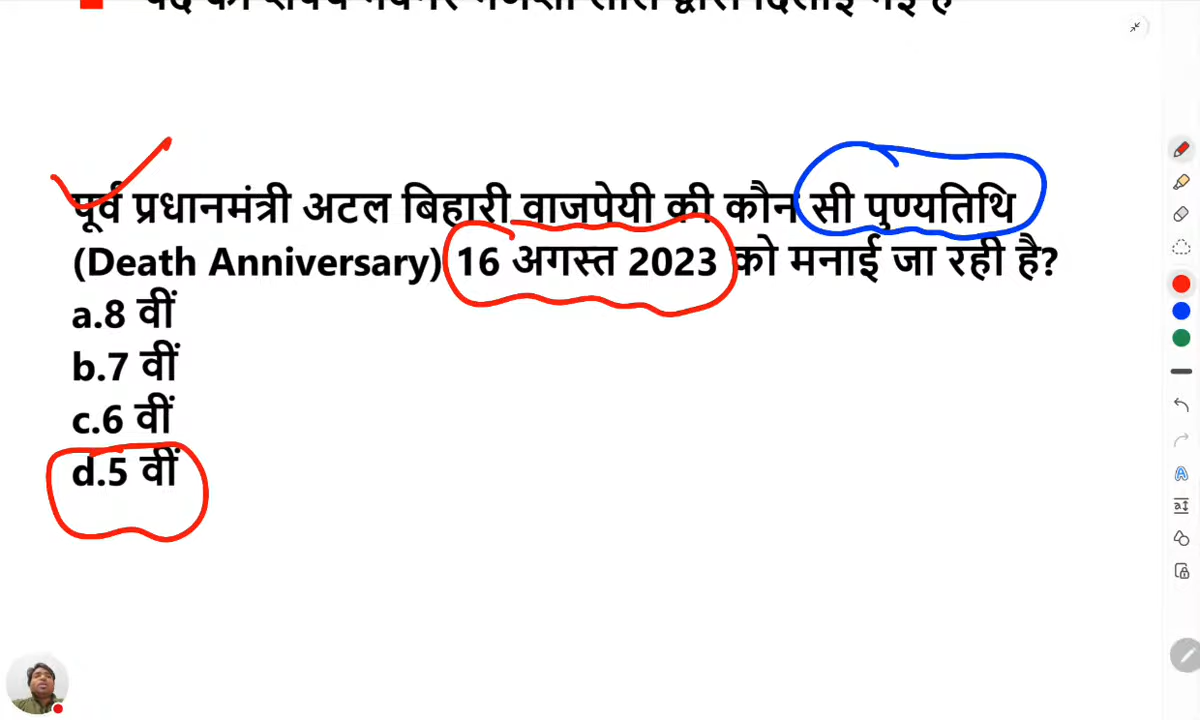 पूर्व प्रधानमंत्री अटल बिहारी वाजपेयी की कौन सी पुण्यतिथि
(Death Anniversary) 16 अगस्त 2023 को मनाई जा रही है?
a.8 वीं
b.7 वीं
c.6 वीं
d.5 वीं